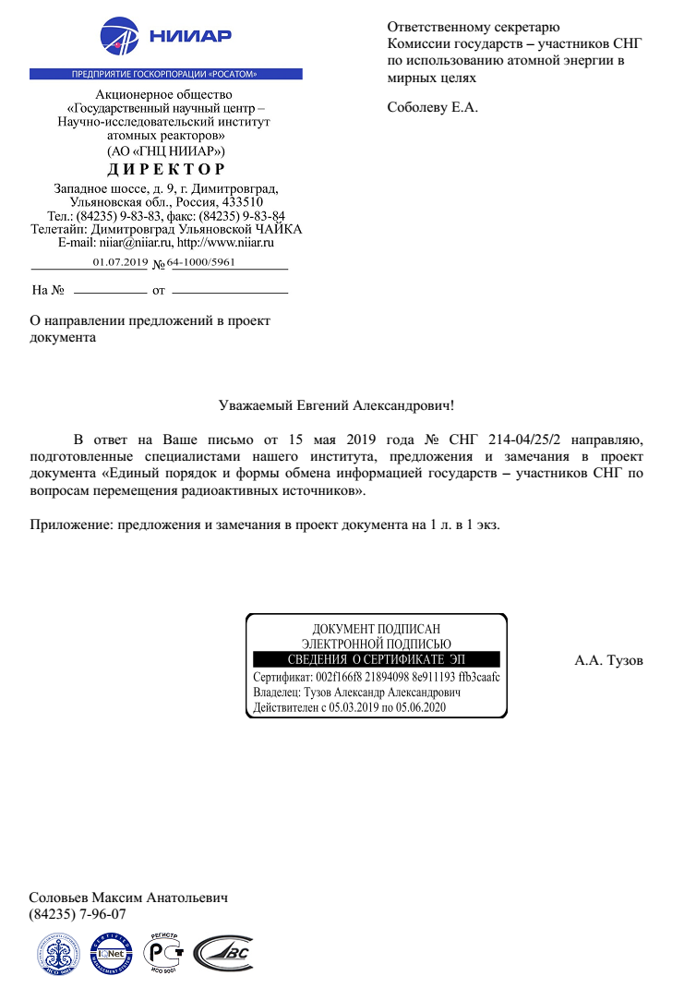 НИИАР
ПРЕДПРИЯТИЕ ГОСКОРПОРАЦИИ «РОСАТОМ»
Акционерное общество
«Государственный научный центр –
Научно-исследовательский институт
атомных реакторов»
(АО «ГНЦ НИИАР»)
ДИРЕКТОР
Западное шоссе, д. 9, г. Димитровград,
Ульяновская обл., Россия, 433510
Тел.: (84235) 9-83-83, факс: (84235) 9-83-84
Телетайп: Димитровград Ульяновской ЧАЙКА
E-mail: niiar@niiar.ru, http://www.niiar.ru
01.07.2019 № 64-1000/5961
На № от
О направлении предложений в проект
документа
Ответственному секретарю
Комиссии государств – участников СНГ
по использованию атомной энергии в
мирных целях
Соболеву Е.А.
Уважаемый Евгений Александрович!
В ответ на Ваше письмо от 15 мая 2019 года № СНГ 214-04/25/2 направляю,
подготовленные специалистами нашего института, предложения и замечания в проект
документа «Единый порядок и формы обмена информацией государств – участников СНГ по
вопросам перемещения радиоактивных источников».
Приложение: предложения и замечания в проект документа на 1 л. в 1 экз.
ДОКУМЕНТ ПОДПИСАН
ЭЛЕКТРОННОЙ ПОДПИСЬЮ
СВЕДЕНИЯ О СЕРТИФИКАТЕ ЭП
Сертификат: 002f166f8 21894098 8e911193 ffb3caafc
Владелец: Тузов Александр Александрович
Действителен с 05.03.2019 по 05.06.2020
А.А. Тузов
Соловьев Максим Анатольевич
(84235) 7-96-07
CERTIFIED
IQNet
MANAGEMENT SYSTEM
РЕГИСТР
РСТ
ИСО 9001